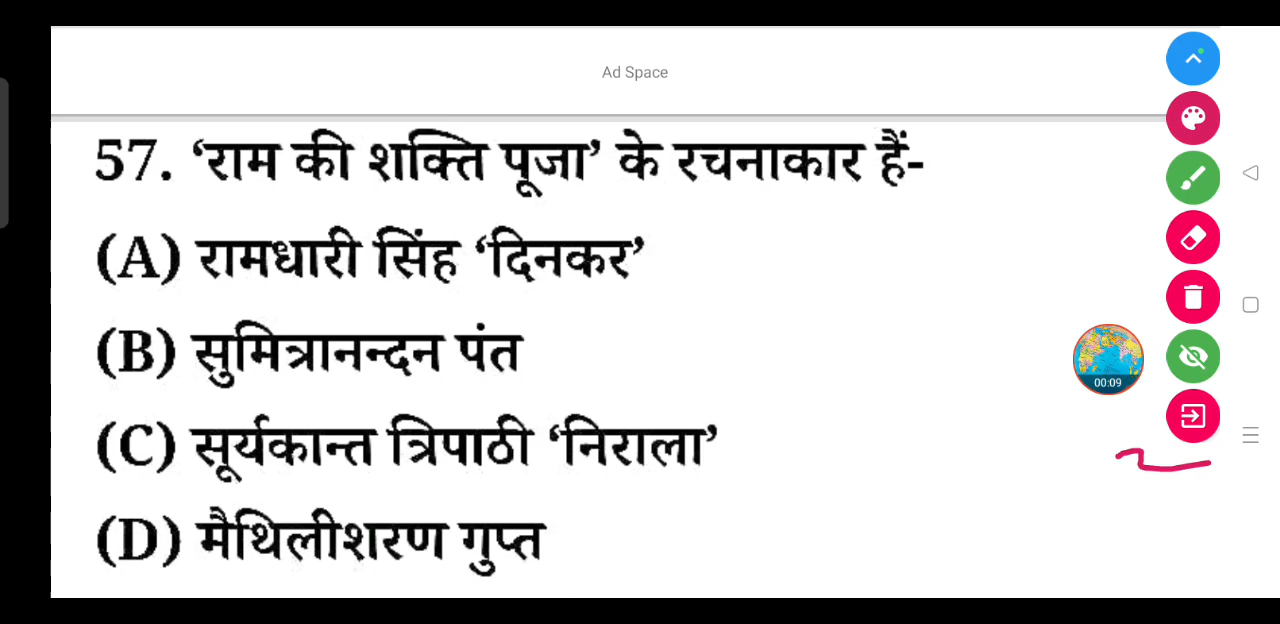 Ad Space
57. ‘राम की शक्ति पूजा’ के रचनाकार हैं-
(A) रामधारी सिंह ‘दिनकर’
(B) सुमित्रानन्दन पंत
(C) सूर्यकान्त त्रिपाठी ‘निराला’
(D) मैथिलीशरण गुप्त
00:09